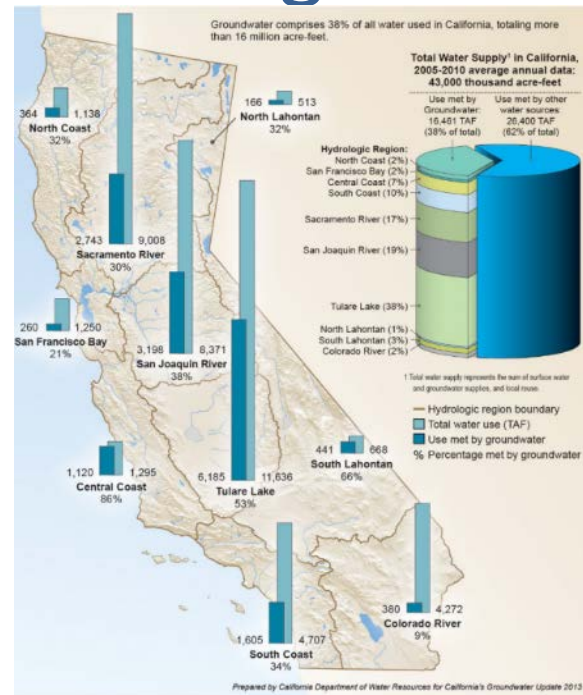 Groundwater comprises 38% of all water used in California, totaling more
than 16 million acre-feet.
Total Water Supply¹ in California,
2005-2010 average annual data:
43,000 thousand acre-feet
Use met by
Groundwater:
16,461 TAF
(38% of total)
Use met by other
water sources:
26,400 TAF
(62% of total)
Hydrologic Region:
North Coast (2%)
San Francisco Bay (2%)
Central Coast (7%)
South Coast (10%)
Sacramento River (17%)
San Joaquin River (19%)
Tulare Lake (38%)
North Lahontan (1%)
South Lahontan (3%)
Colorado River (2%)
† Total water supply represents the sum of surface water
and groundwater supplies, and local reuse.
Hydrologic region boundary
Total water use (TAF)
Use met by groundwater
% Percentage met by groundwater
364 1,138
North Coast
32%
166 513
North Lahontan
32%
2,743 9,008
Sacramento River
30%
260 1,250
San Francisco Bay
21%
3,198 8,371
San Joaquin River
38%
1,120 1,295
Central Coast
86%
6,185 11,636
Tulare Lake
53%
441 668
South Lahontan
66%
1,605 4,707
South Coast
34%
380 4,272
Colorado River
9%
Prepared by California Department of Water Resources for California's Groundwater Update 2013